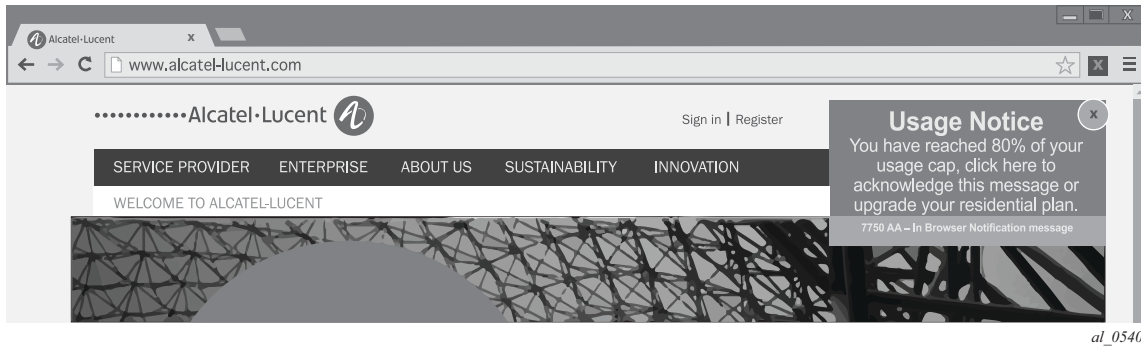 Alcatel-Lucent x
www.alcatel-lucent.com X
Alcatel·Lucent
Sign in | Register
SERVICE PROVIDER ENTERPRISE ABOUT US SUSTAINABILITY INNOVATION
WELCOME TO ALCATEL-LUCENT
x
Usage Notice
You have reached 80% of your
usage cap, click here to
acknowledge this message or
upgrade your residential plan.
7750 AA – In Browser Notification message
al_0540